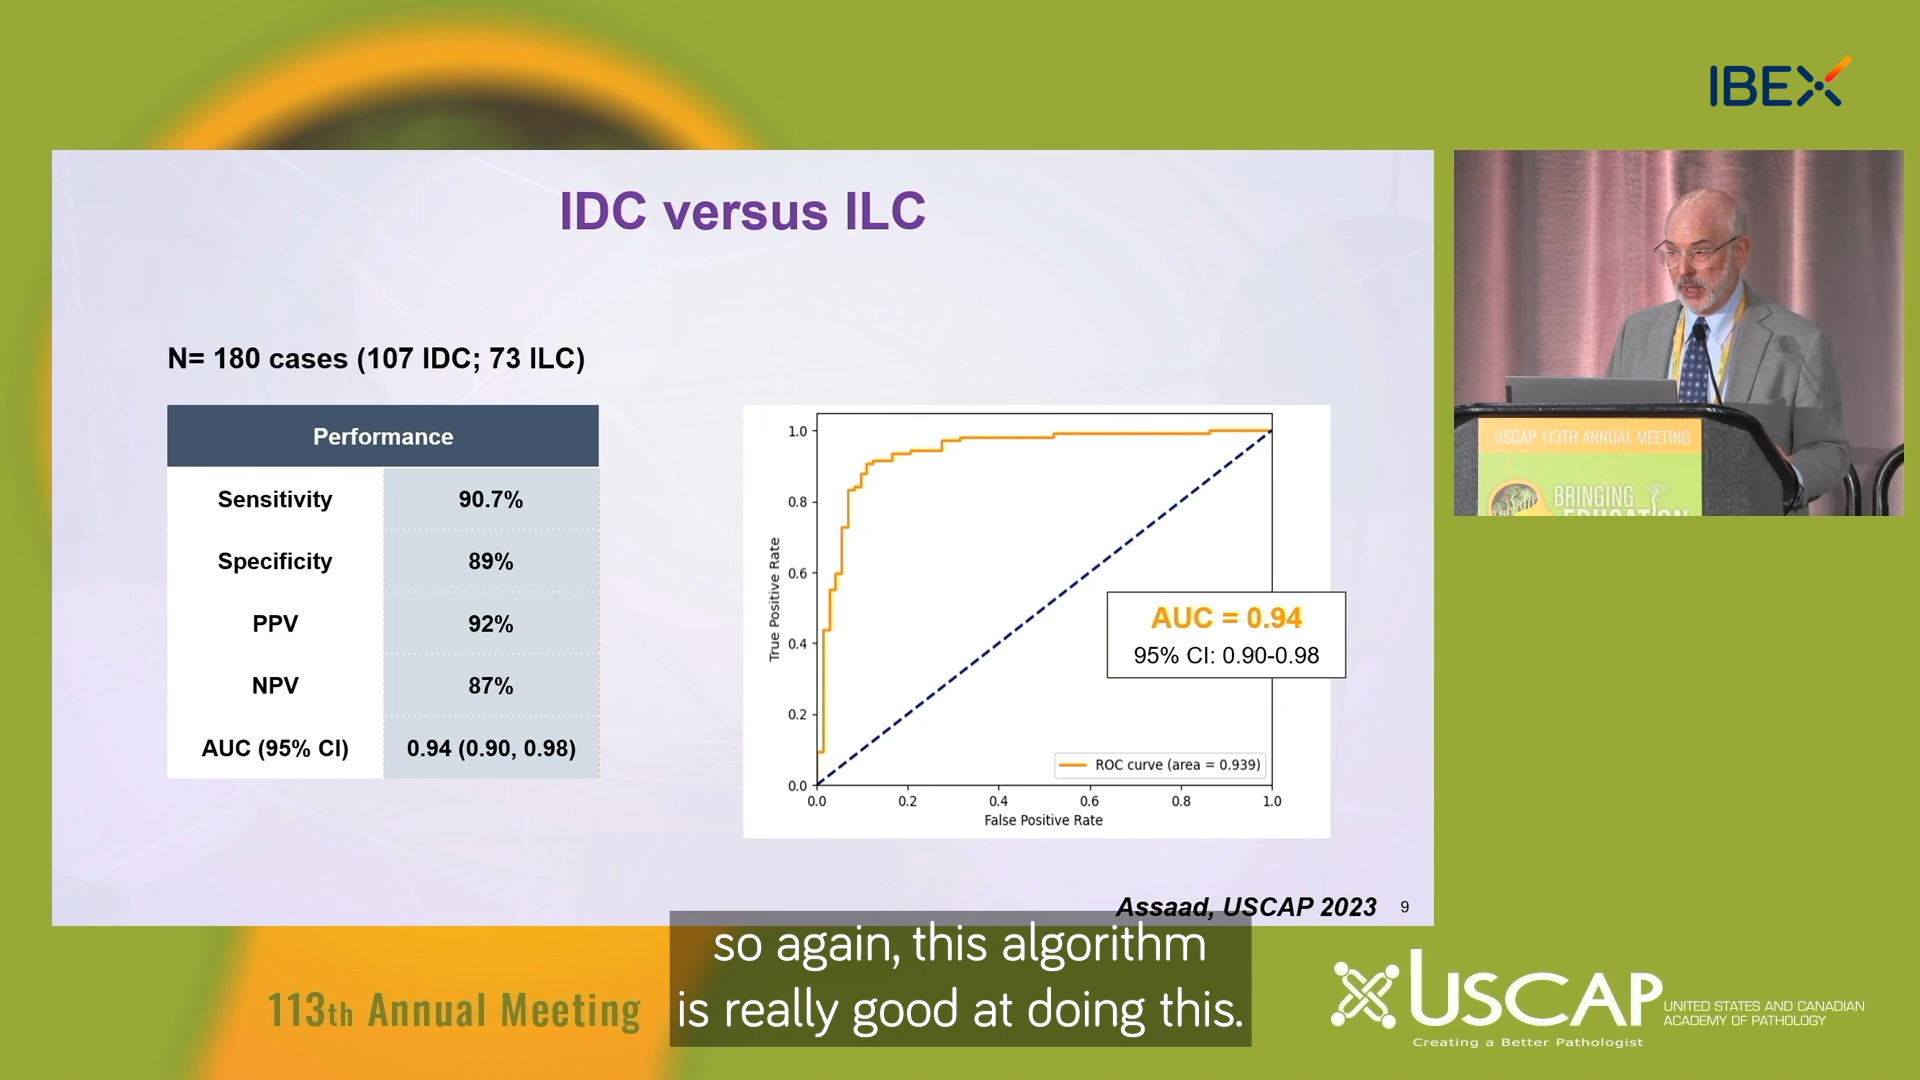 IBEX
IDC versus ILC
N= 180 cases (107 IDC; 73 ILC)
Performance
Sensitivity 90.7%
Specificity 89%
PPV 92%
NPV 87%
AUC (95% CI) 0.94 (0.90, 0.98)
1.0
0.8
0.6
0.4
0.2
0.0
True Positive Rate
0.0 0.2 0.4 0.6 0.8 1.0
False Positive Rate
AUC = 0.94
95% CI: 0.90-0.98
ROC curve (area = 0.939)
Assaad, USCAP 2023 9
USCAP 113TH ANNUAL MEETING
BRINGING
EDUCATION
so again, this algorithm
is really good at doing this.
113th Annual Meeting
USCAP
UNITED STATES AND CANADIAN
ACADEMY OF PATHOLOGY
Creating a Better Pathologist